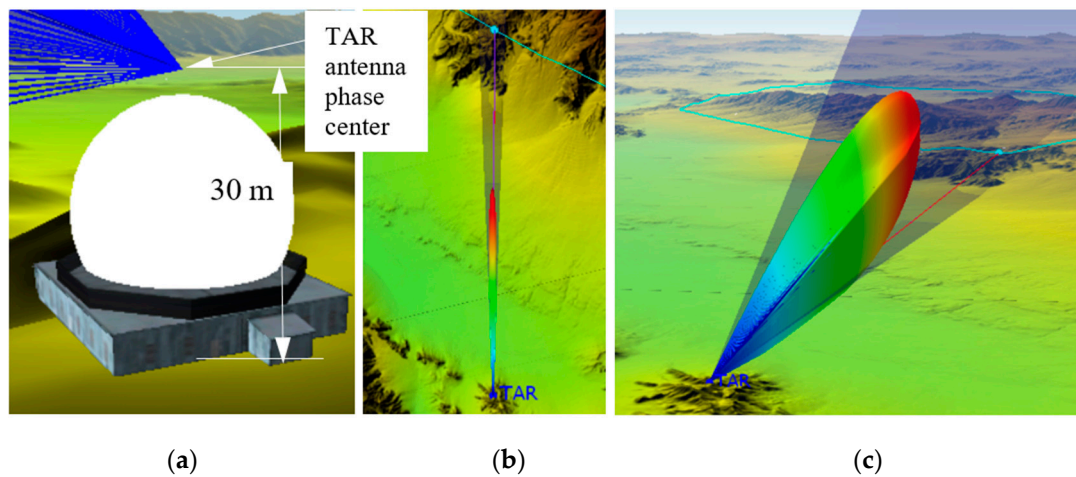 TAR
antenna
phase
center
30 m
TAR
TAR
(a)
(b)
(c)